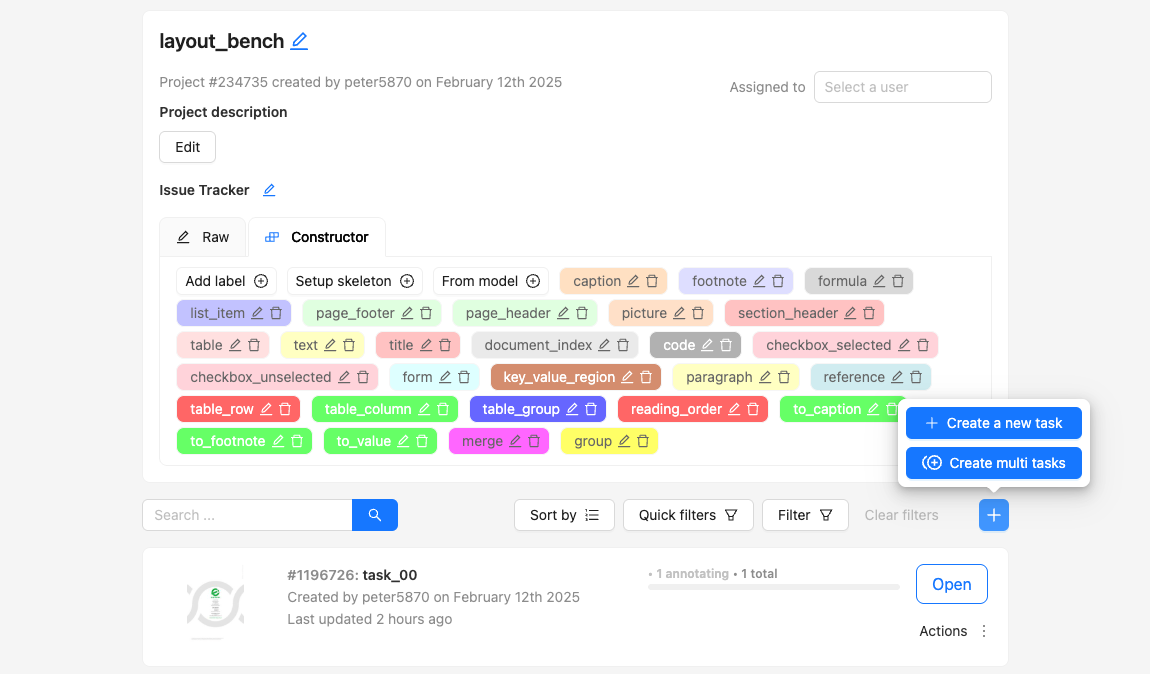 layout_bench
Project #234735 created by peter5870 on February 12th 2025
Assigned to Select a user
Project description
Edit
Issue Tracker
Raw Constructor
Add label Setup skeleton From model caption footnote formula
list_item page_footer page_header picture section_header
table text title document_index code checkbox_selected
checkbox_unselected form key_value_region paragraph reference
table_row table_column table_group reading_order to_caption
to_footnote to_value merge group
Create a new task
Create multi tasks
Search ... Sort by Quick filters Filter Clear filters
#1196726: task_00
Created by peter5870 on February 12th 2025
Last updated 2 hours ago
• 1 annotating • 1 total
Open
Actions